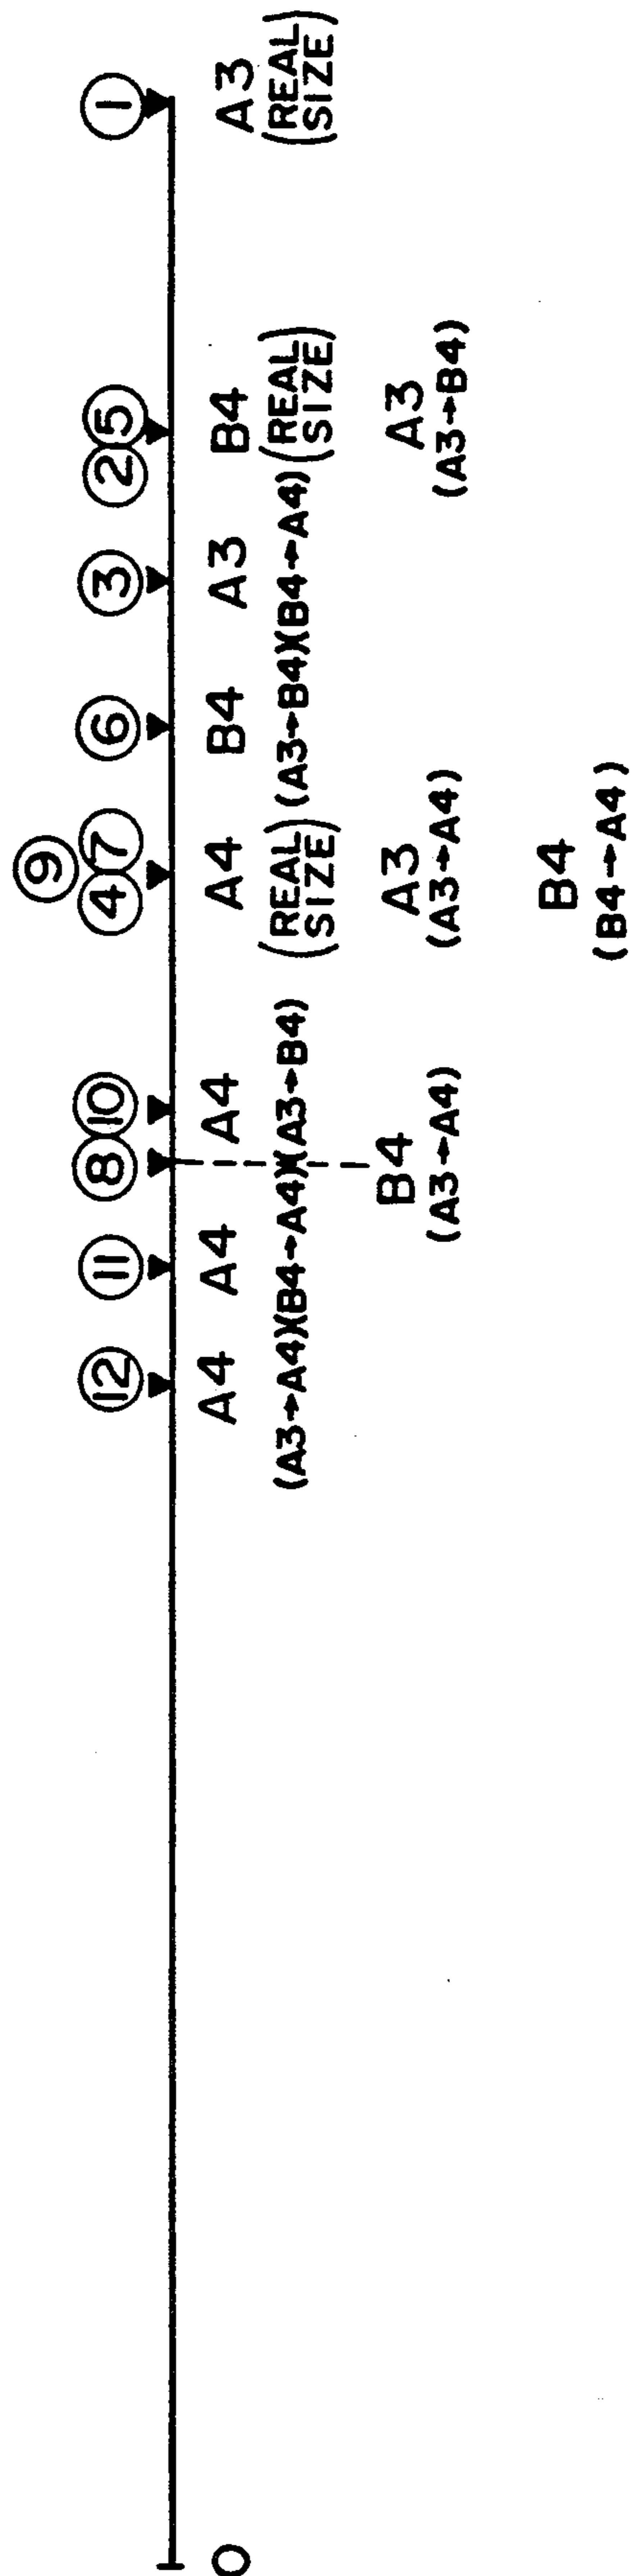 ⑨
⑫ ⑪ ⑧ ⑩ ④ ⑦ ⑥ ③ ② ⑤ ①
0 A4 A4 A4 A4 B4 A3 B4 A3
(A3→A4)(B4→A4)(A3→B4) (REAL SIZE) (A3→B4)(B4→A4) (REAL SIZE) (REAL SIZE)
B4 A3 A3
(A3→A4) (A3→A4) (A3→B4)
B4
(B4→A4)